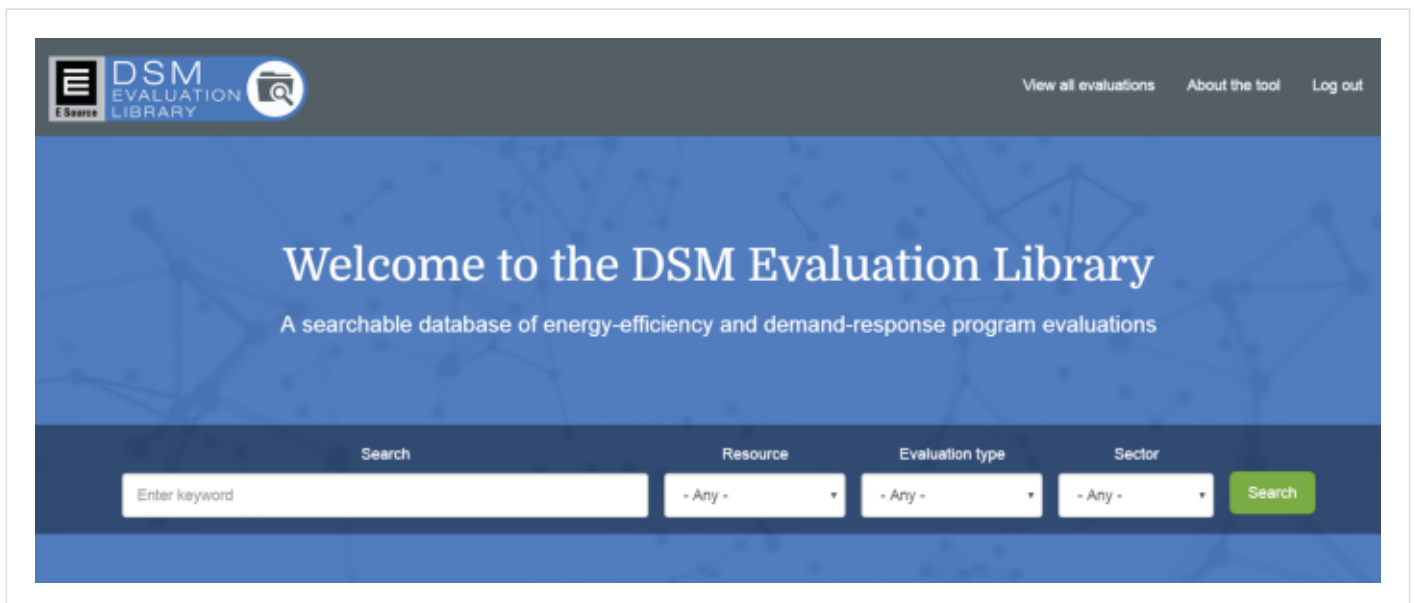 E Source
DSM
EVALUATION
LIBRARY
View all evaluations About the tool Log out
Welcome to the DSM Evaluation Library
A searchable database of energy-efficiency and demand-response program evaluations
Search Resource Evaluation type Sector
Enter keyword - Any - - Any - - Any - Search